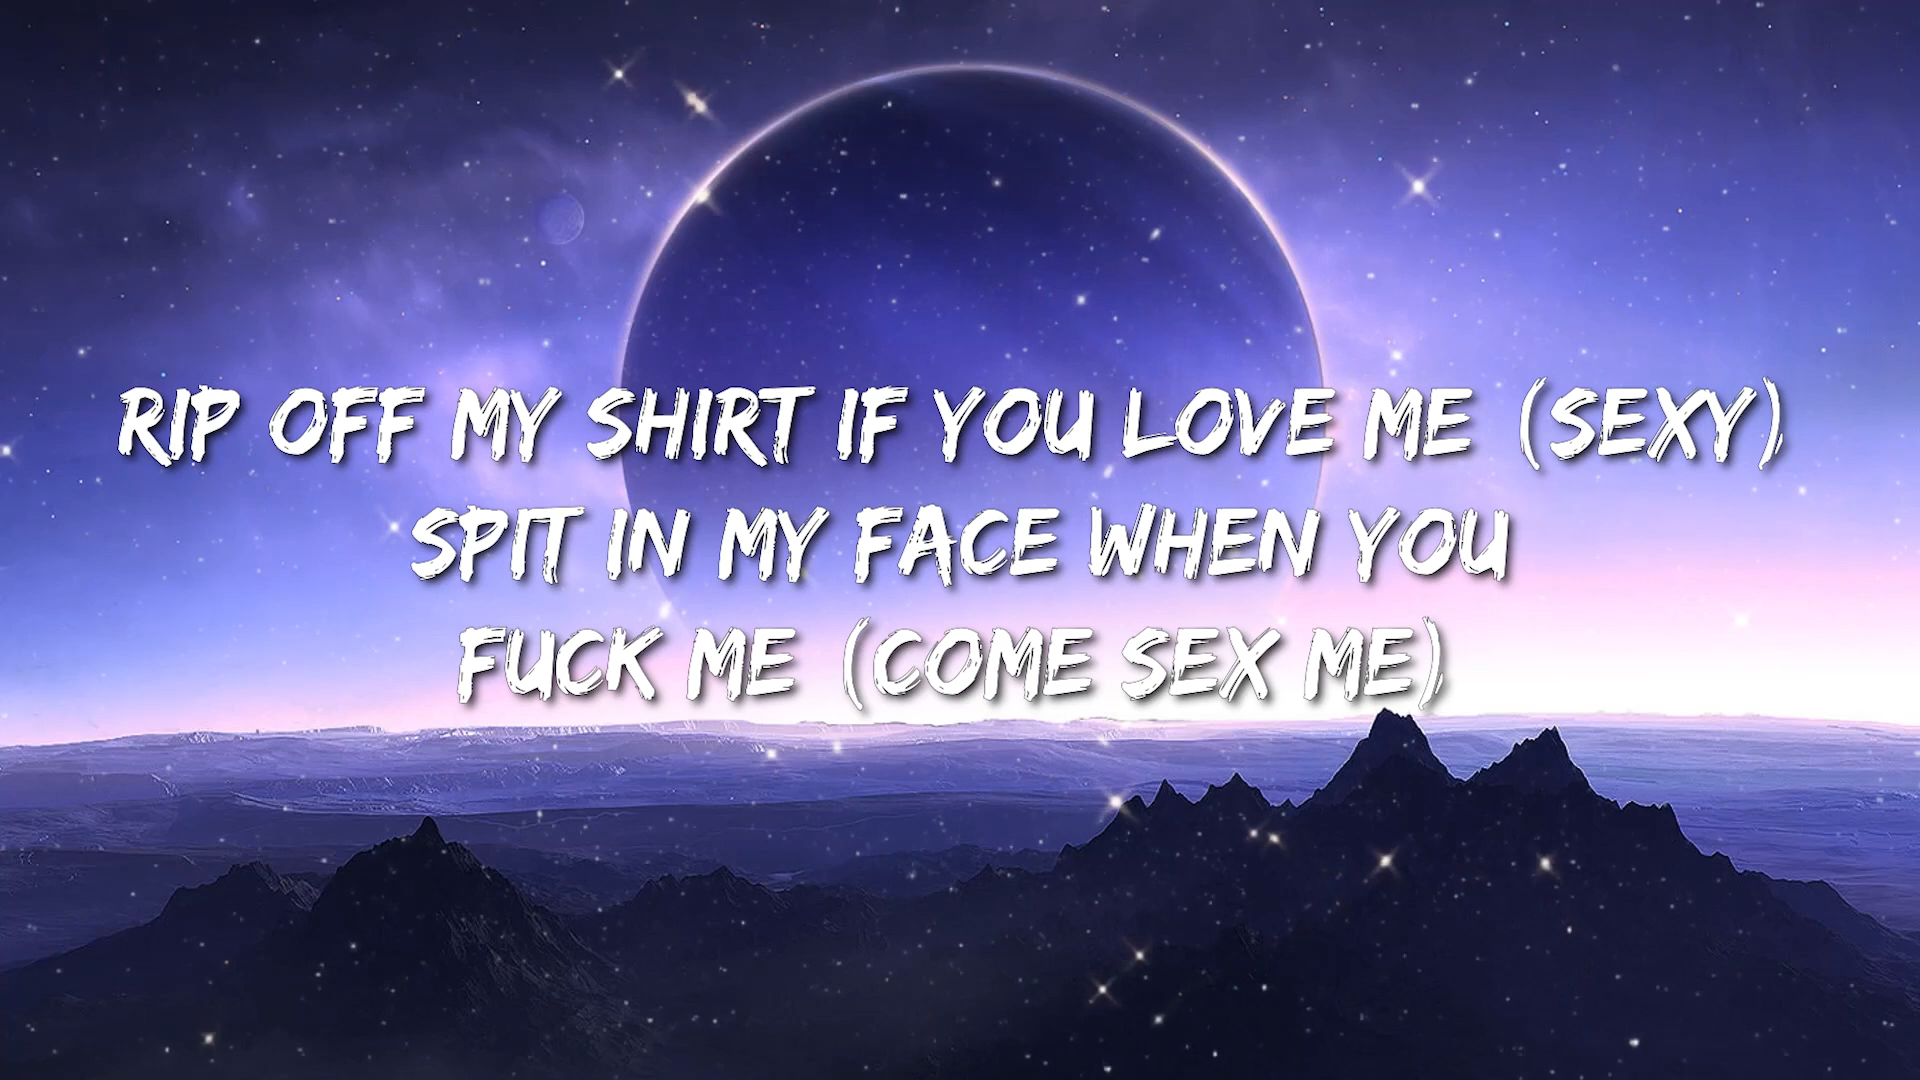 RIP OFF MY SHIRT IF YOU LOVE ME (SEXY)
SPIT IN MY FACE WHEN YOU
FUCK ME (COME SEX ME)